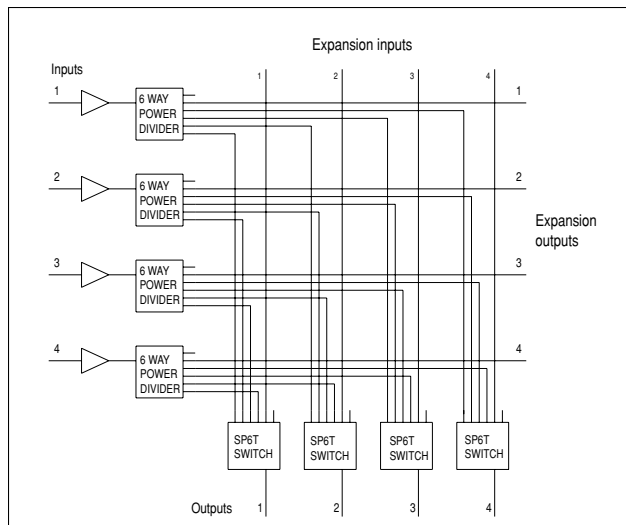 Expansion inputs
Inputs
1 2 3 4
1 6 WAY POWER DIVIDER 1
2 6 WAY POWER DIVIDER 2
Expansion outputs
3 6 WAY POWER DIVIDER 3
4 6 WAY POWER DIVIDER 4
SP6T SWITCH SP6T SWITCH SP6T SWITCH SP6T SWITCH
Outputs 1 2 3 4